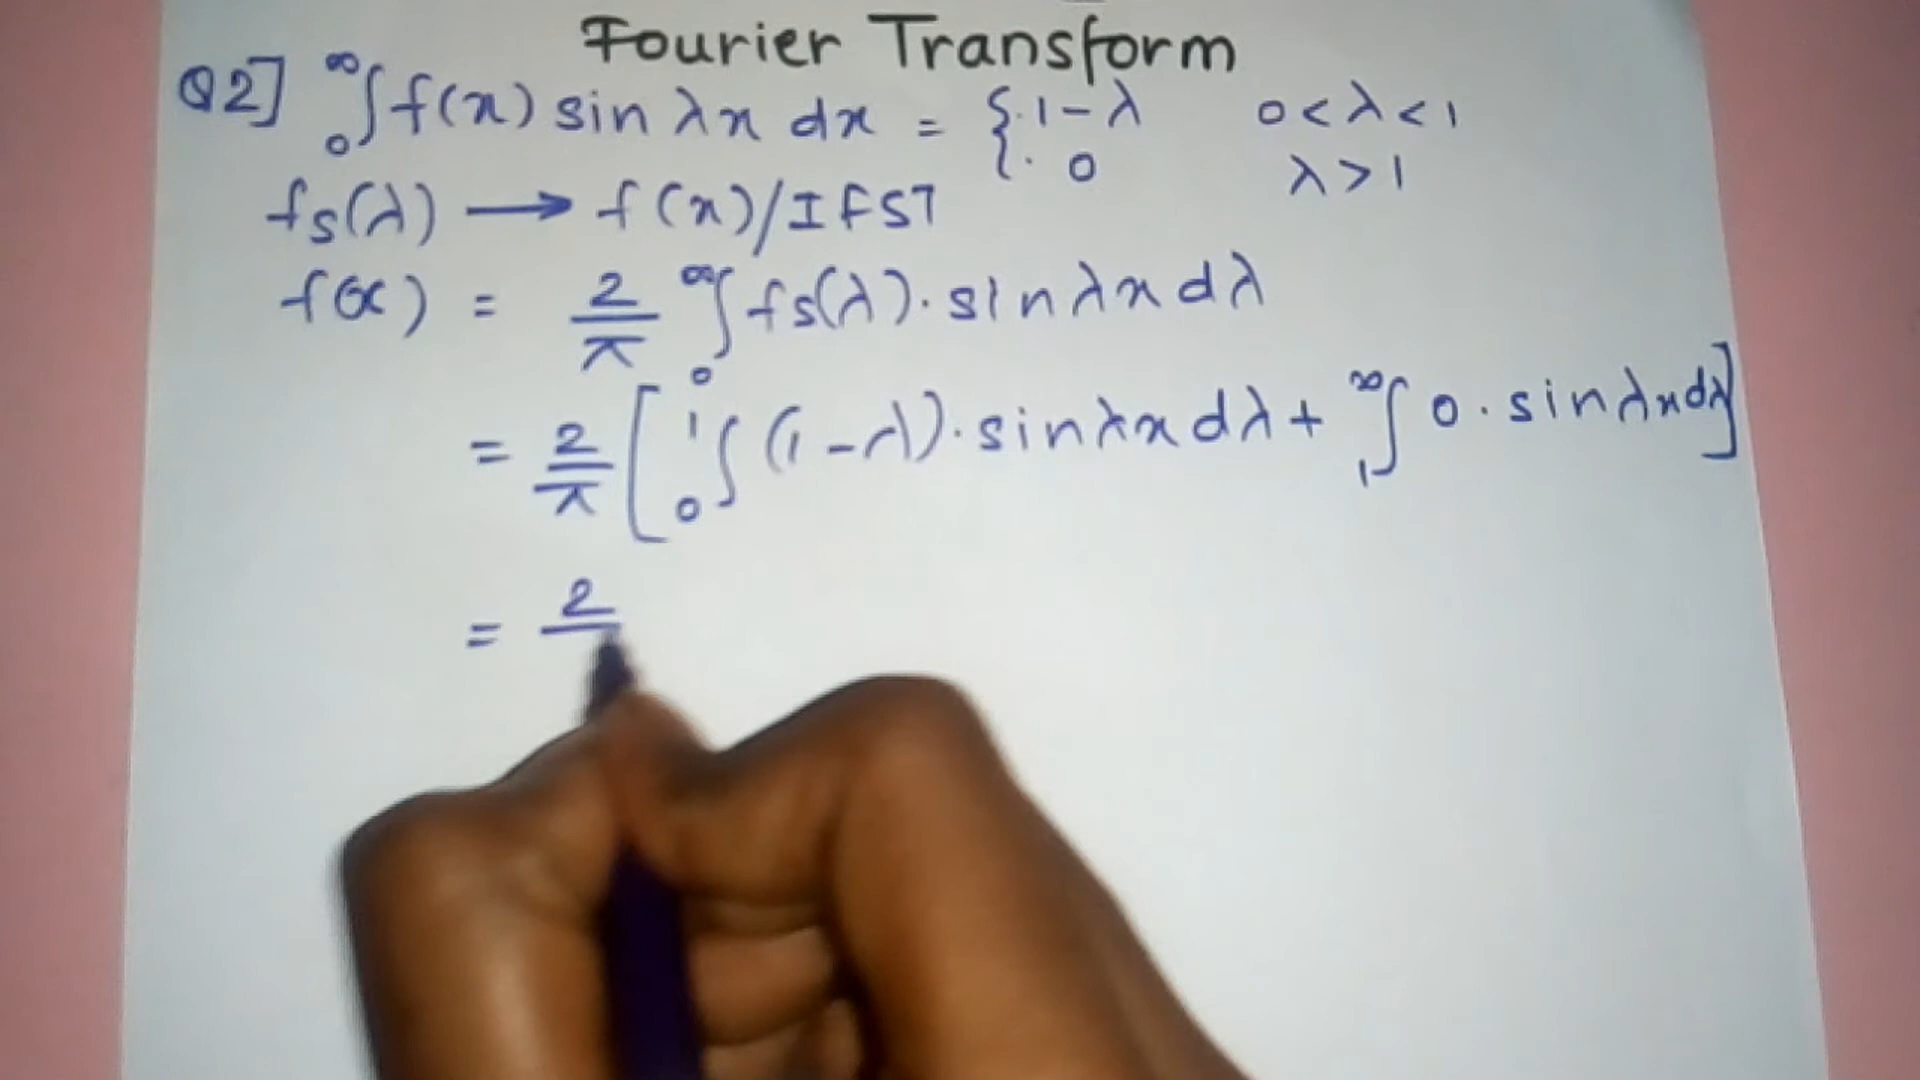 Fourier Transform
Q2] ∞∫0 f(x) sin λx dx = { 1-λ 0<λ<1
0 λ>1
fs(λ) → f(x)/IFST
f(x) = 2/π ∞∫0 fs(λ). sin λx dλ
= 2/π [ 1∫0 (1-λ). sin λx dλ + ∞∫1 0. sin λx dλ]
= 2